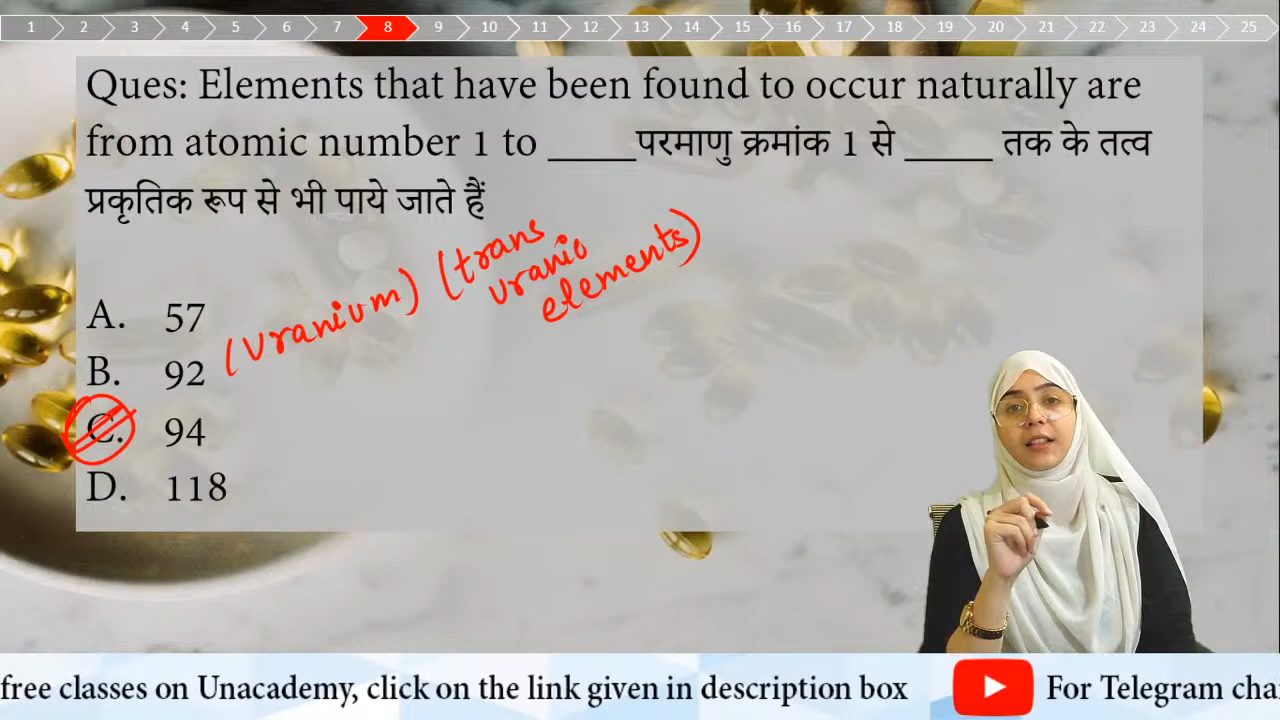 1 2 3 4 5 6 7 8 9 10 11 12 13 14 15 16 17 18 19 20 21 22 23 24 25
Ques: Elements that have been found to occur naturally are
from atomic number 1 to ____परमाणु क्रमांक 1 से ____ तक के तत्व
प्रकृतिक रूप से भी पाये जाते हैं
(trans
uranio
elements)
A. 57
(Uranium)
B. 92
C. 94
D. 118
free classes on Unacademy, click on the link given in description box
For Telegram cha